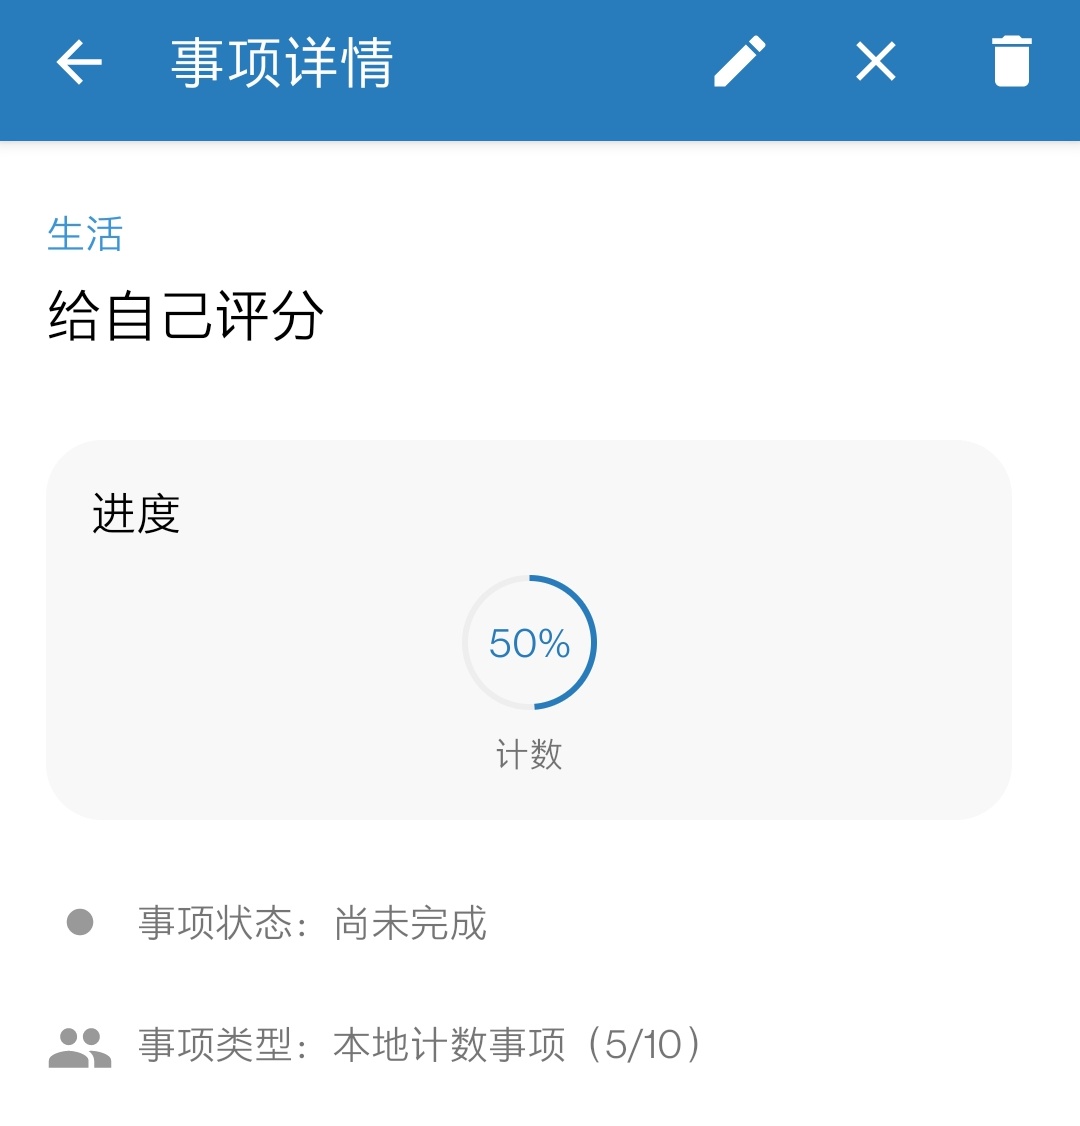 事项详情
生活
给自己评分
进度
50%
计数
事项状态：尚未完成
事项类型：本地计数事项（5/10）